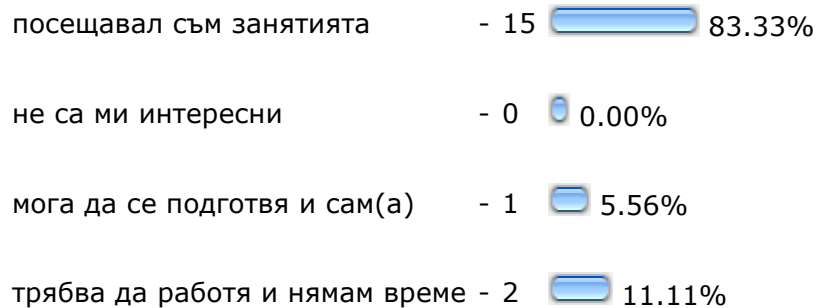 посещавал съм занятията - 15 83.33%
не са ми интересни - 0 0.00%
мога да се подготвя и сам(а) - 1 5.56%
трябва да работя и нямам време - 2 11.11%